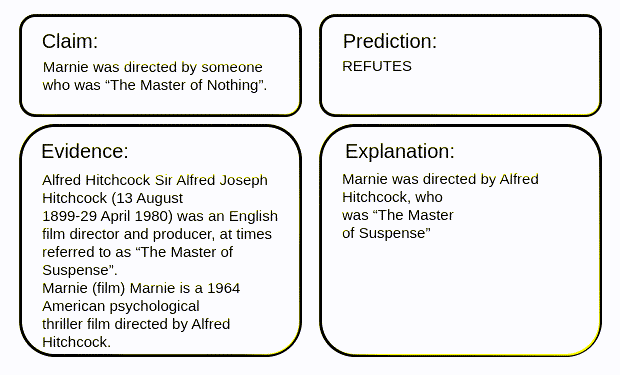 Claim:
Marnie was directed by someone
who was “The Master of Nothing”.
Prediction:
REFUTES
Evidence:
Alfred Hitchcock Sir Alfred Joseph
Hitchcock (13 August
1899-29 April 1980) was an English
film director and producer, at times
referred to as “The Master of
Suspense”.
Marnie (film) Marnie is a 1964
American psychological
thriller film directed by Alfred
Hitchcock.
Explanation:
Marnie was directed by Alfred
Hitchcock, who
was “The Master
of Suspense”